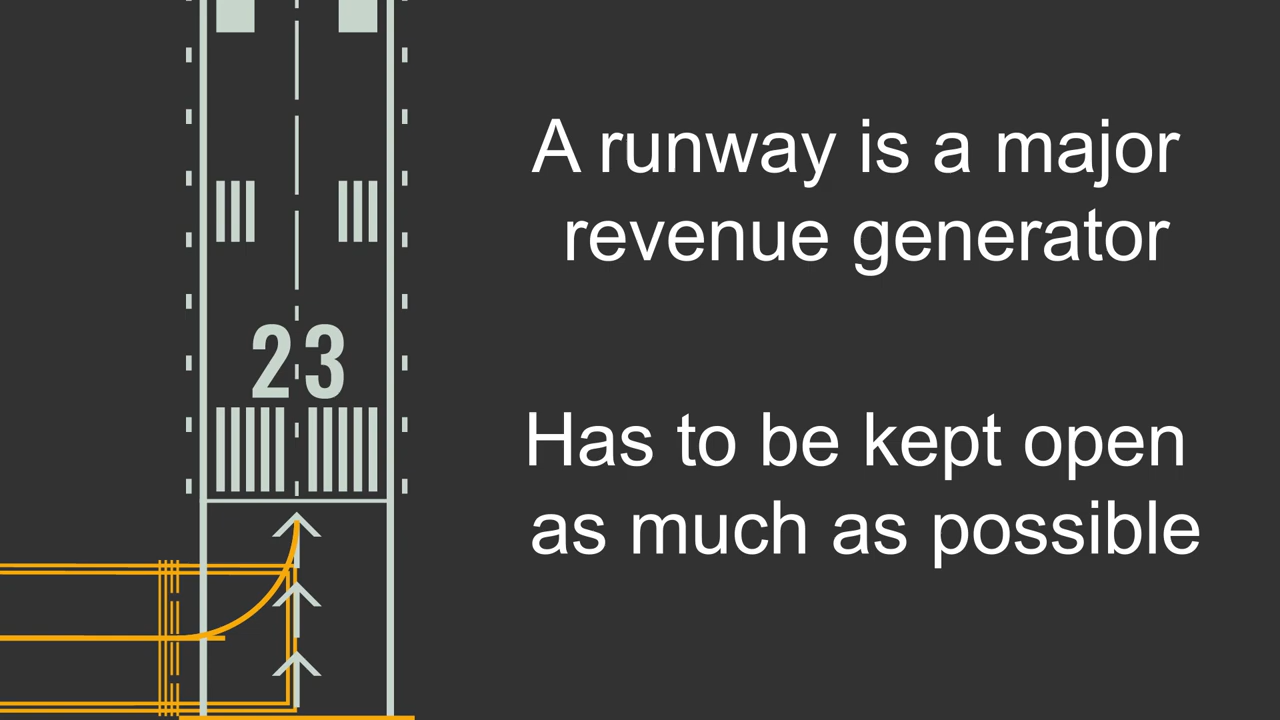 A runway is a major
revenue generator
23
Has to be kept open
as much as possible